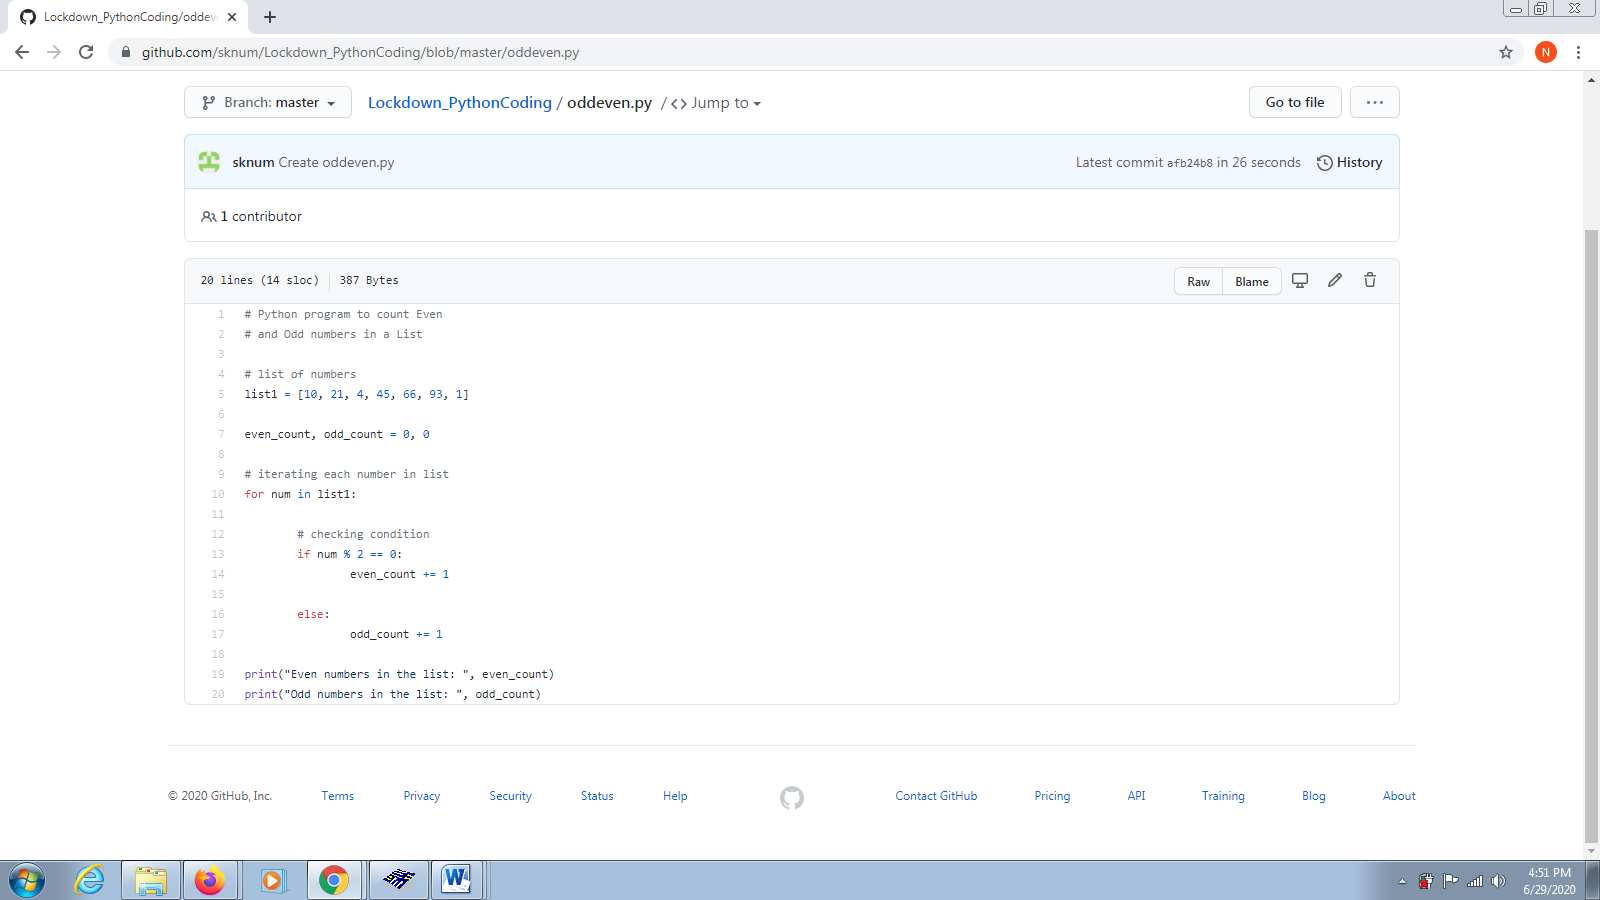 Lockdown_PythonCoding/oddeve
github.com/sknum/Lockdown_PythonCoding/blob/master/oddeven.py
N
Branch: master
Lockdown_PythonCoding / oddeven.py / <> Jump to
Go to file
...
sknum Create oddeven.py
Latest commit afb24b8 in 26 seconds
History
1 contributor
20 lines (14 sloc) 387 Bytes
Raw Blame
1 # Python program to count Even
2 # and Odd numbers in a List
3
4 # list of numbers
5 list1 = [10, 21, 4, 45, 66, 93, 1]
6
7 even_count, odd_count = 0, 0
8
9 # iterating each number in list
10 for num in list1:
11
12 # checking condition
13 if num % 2 == 0:
14 even_count += 1
15
16 else:
17 odd_count += 1
18
19 print("Even numbers in the list: ", even_count)
20 print("Odd numbers in the list: ", odd_count)
© 2020 GitHub, Inc. Terms Privacy Security Status Help Contact GitHub Pricing API Training Blog About
4:51 PM
6/29/2020